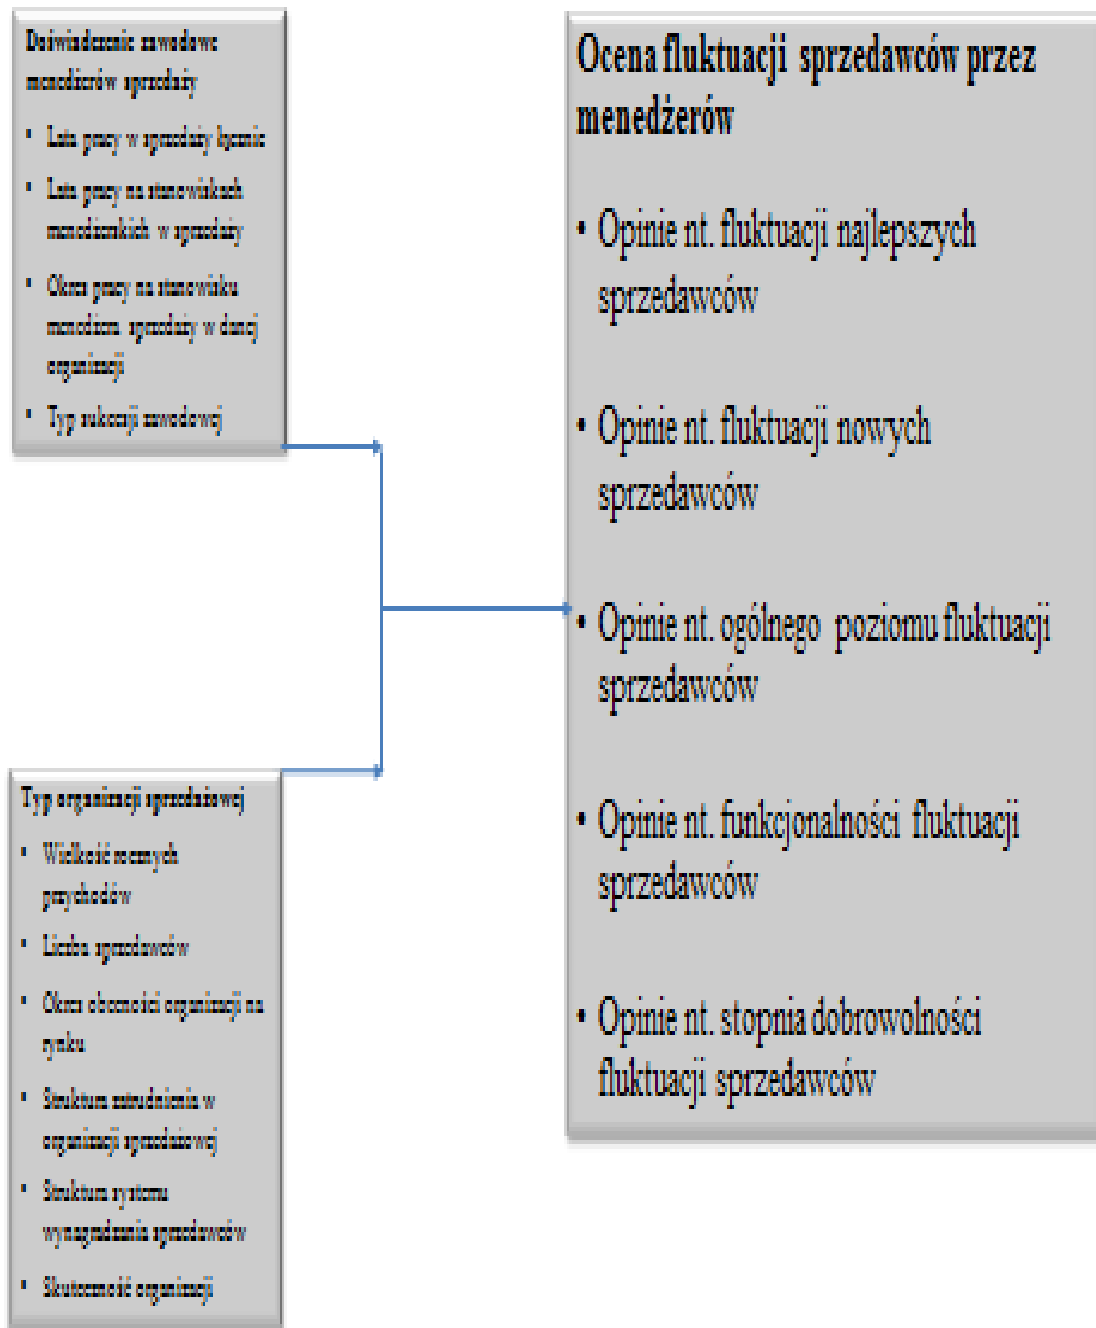 Doświadczenie zawodowe
menedżerów sprzedaży
• Lata pracy w sprzedaży łącznie
• Lata pracy na stanowiskach
menedżerskich w sprzedaży
• Okres pracy na stanowisku
menedżera sprzedaży w danej
organizacji
• Typ sukcesji zawodowej
Typ organizacji sprzedażowej
• Wielkość rocznych
przychodów
• Liczba sprzedawców
• Okres obecności organizacji na
rynku
• Struktura zatrudnienia w
organizacji sprzedażowej
• Struktura systemu
wynagradzania sprzedawców
• Skuteczność organizacji
Ocena fluktuacji sprzedawców przez
menedżerów
• Opinie nt. fluktuacji najlepszych
sprzedawców
• Opinie nt. fluktuacji nowych
sprzedawców
• Opinie nt. ogólnego poziomu fluktuacji
sprzedawców
• Opinie nt. funkcjonalności fluktuacji
sprzedawców
• Opinie nt. stopnia dobrowolności
fluktuacji sprzedawców